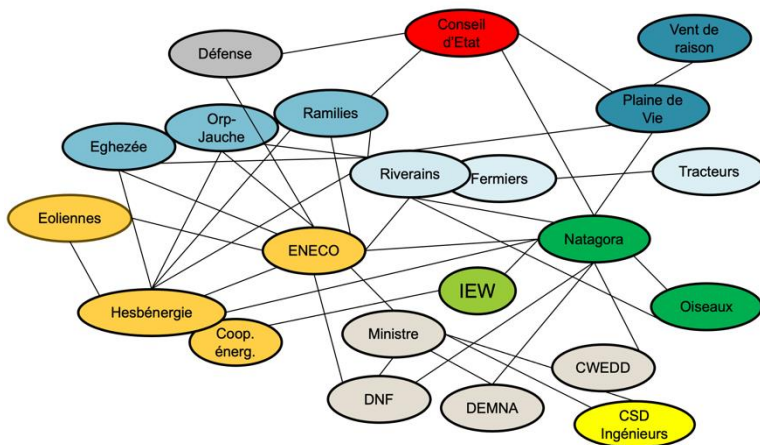 Conseil
d'Etat
Vent de
raison
Défense
Plaine de
Vie
Ramilies
Orp-
Jauche
Eghezée
Riverains
Fermiers
Tracteurs
Eoliennes
ENECO
Natagora
IEW
Oiseaux
Hesbénergie
Coop.
énerg.
Ministre
CWEDD
DNF
DEMNA
CSD
Ingénieurs